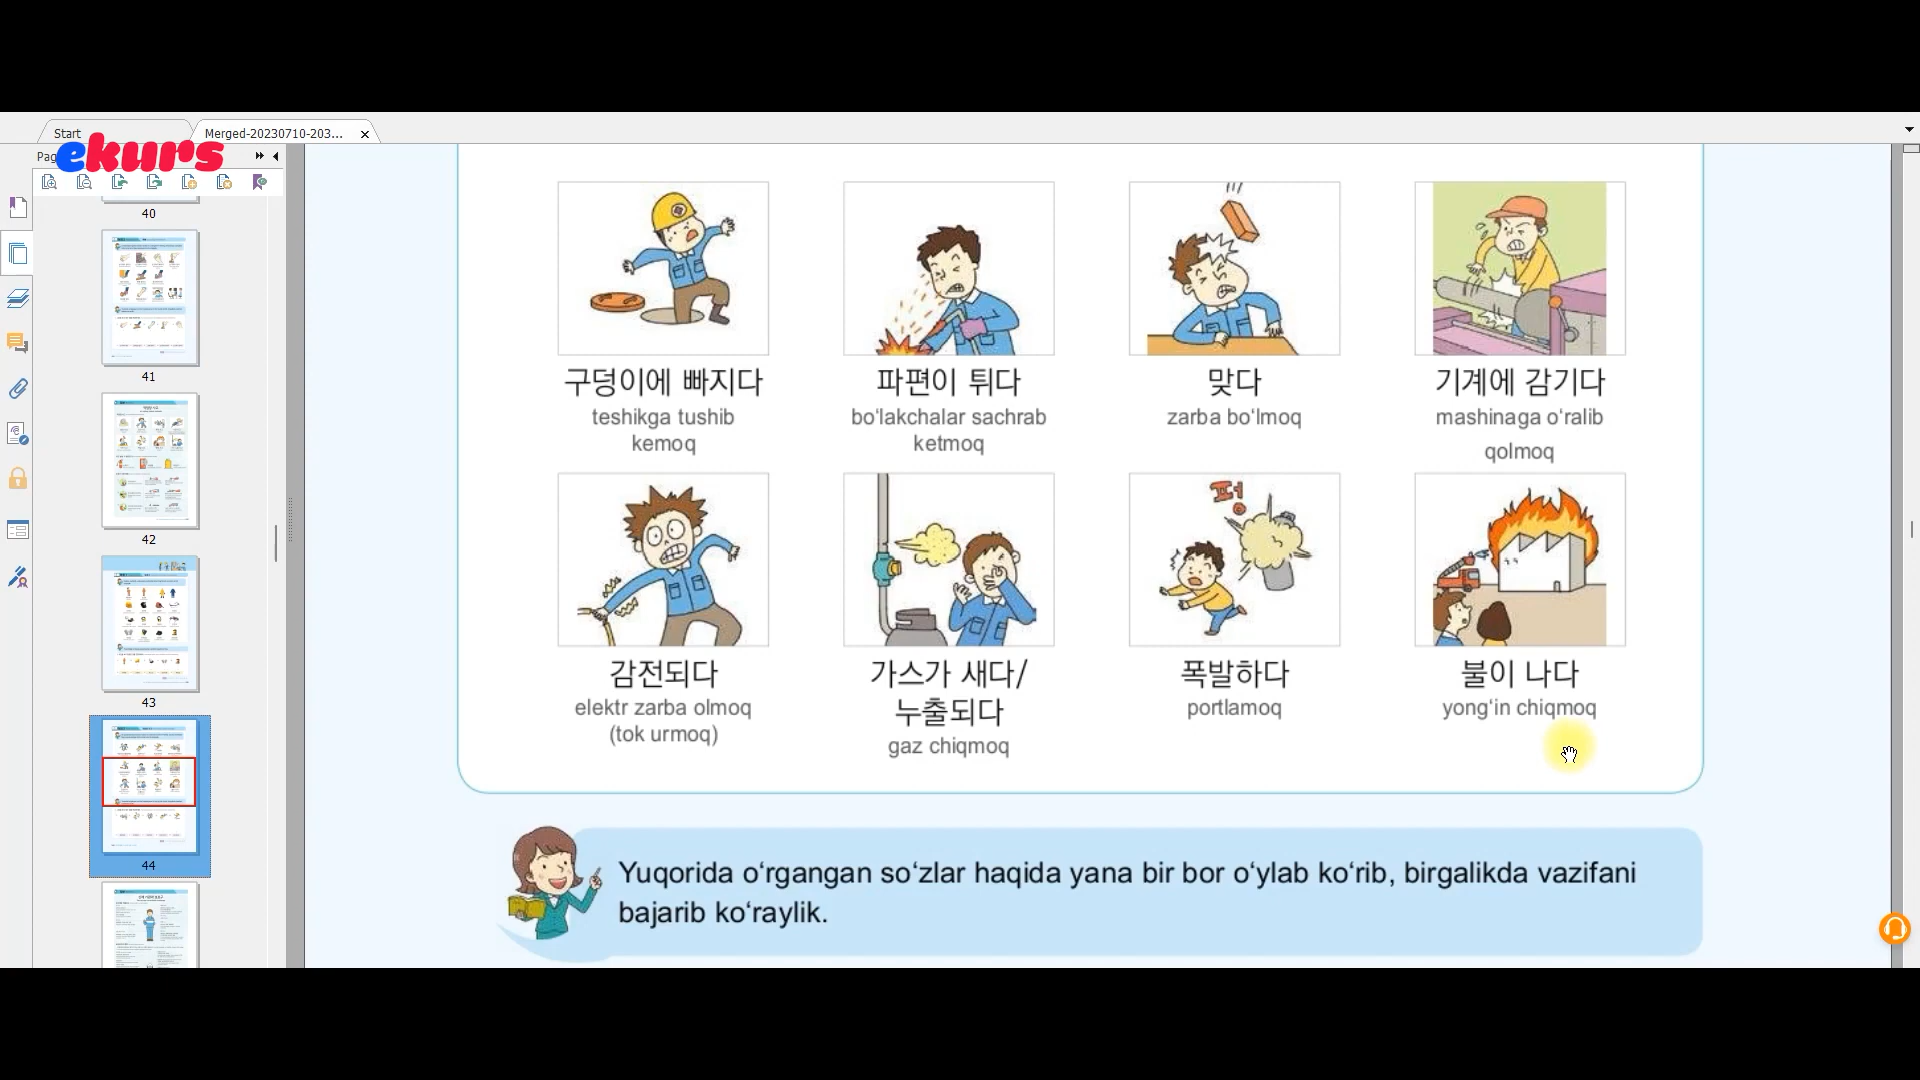 Start
Merged-20230710-203...
ekurs
40
41
42
43
44
구덩이에 빠지다
teshikga tushib
kemoq
파편이 튀다
bo‘lakchalar sachrab
ketmoq
맞다
zarba bo‘lmoq
기계에 감기다
mashinaga o‘ralib
qolmoq
펑
감전되다
elektr zarba olmoq
(tok urmoq)
가스가 새다/
누출되다
gaz chiqmoq
폭발하다
portlamoq
불이 나다
yong‘in chiqmoq
Yuqorida o‘rgangan so‘zlar haqida yana bir bor o‘ylab ko‘rib, birgalikda vazifani
bajarib ko‘raylik.